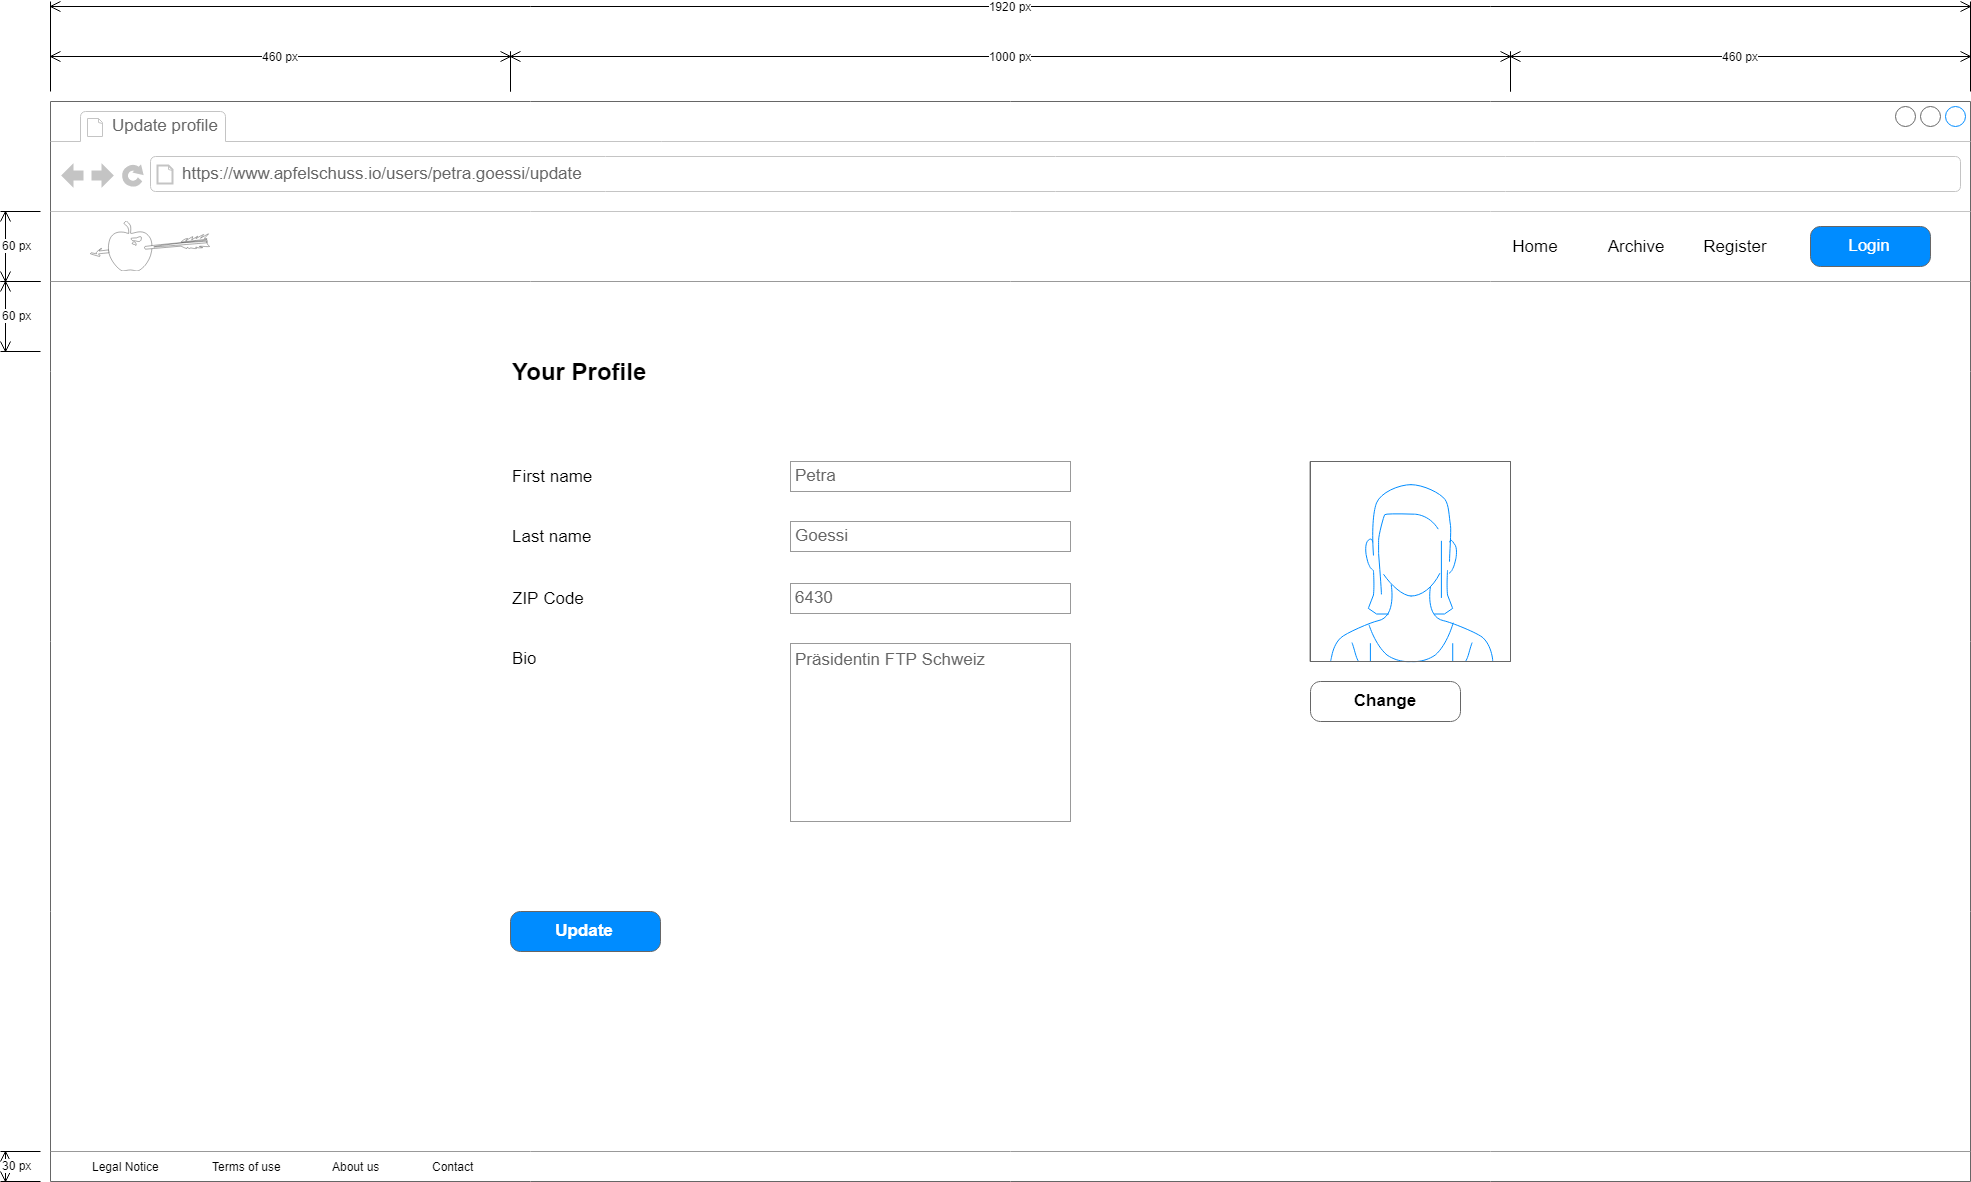 1920 px
460 px
1000 px
460 px
Update profile
https://www.apfelschuss.io/users/petra.goessi/update
60 px
Home
Archive
Register
Login
60 px
Your Profile
First name
Petra
Last name
Goessi
ZIP Code
6430
Bio
Präsidentin FTP Schweiz
Change
Update
30 px
Legal Notice
Terms of use
About us
Contact